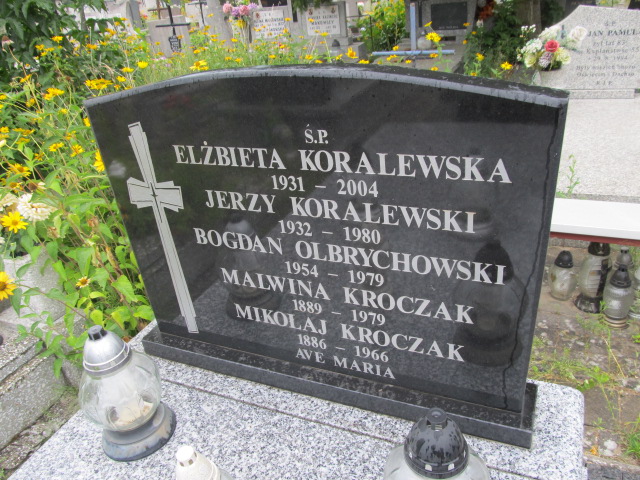 Ś.P.
ELŻBIETA KORALEWSKA
1931 – 2004
JERZY KORALEWSKI
1932 – 1980
BOGDAN OLBRYCHOWSKI
1954 – 1979
MALWINA KROCZAK
1889 – 1979
MIKOŁAJ KROCZAK
1886 – 1966
AVE MARIA
Ś.P.